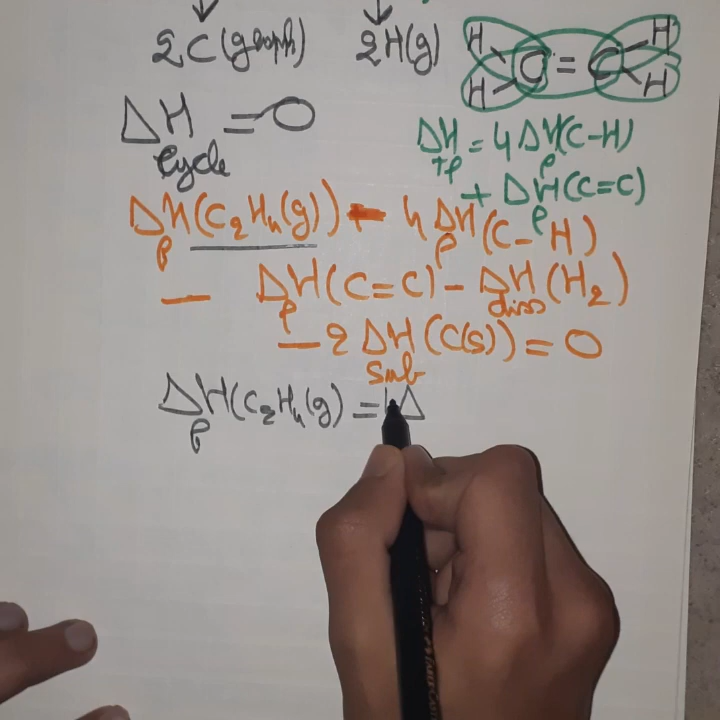 2C(graph) 2H(g)
H H
C = C
H H
ΔH = 0
Cycle
ΔH = 4ΔH(C-H)
+ ΔH(C=C)
ΔH(C₂H₄(g)) - 4ΔH(C-H)
- ΔH(C=C) - ΔH(H₂)
diss
- 2ΔH(C(s)) = 0
Sub
ΔH(C₂H₄(g) = 4Δ